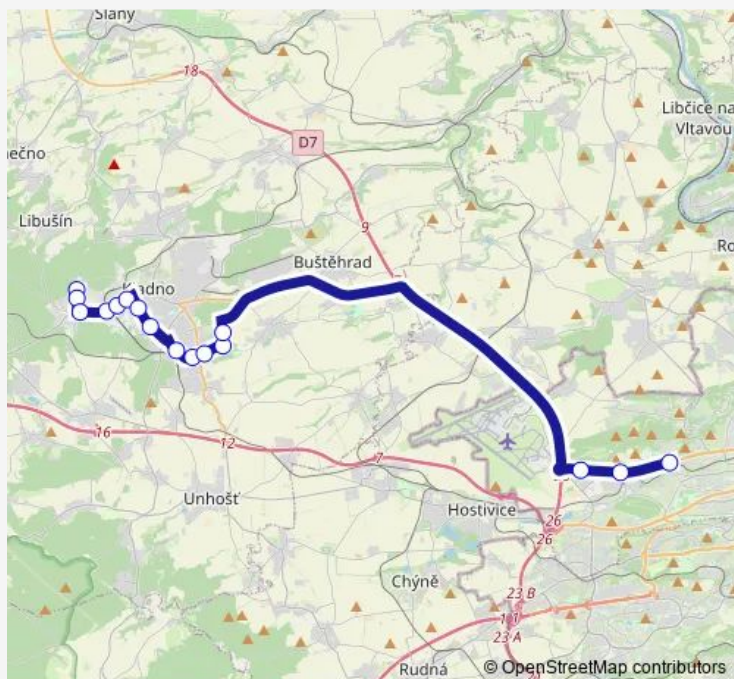 Slaný
18
D7
Libčice na
Vltavou
nečno
Libušín
9
Buštěhrad
Kladno
Ro
16
12
7
Unhošť
Hostivice
26
26
Chýně
23 B
23 A
Rudná
© OpenStreetMap contributors